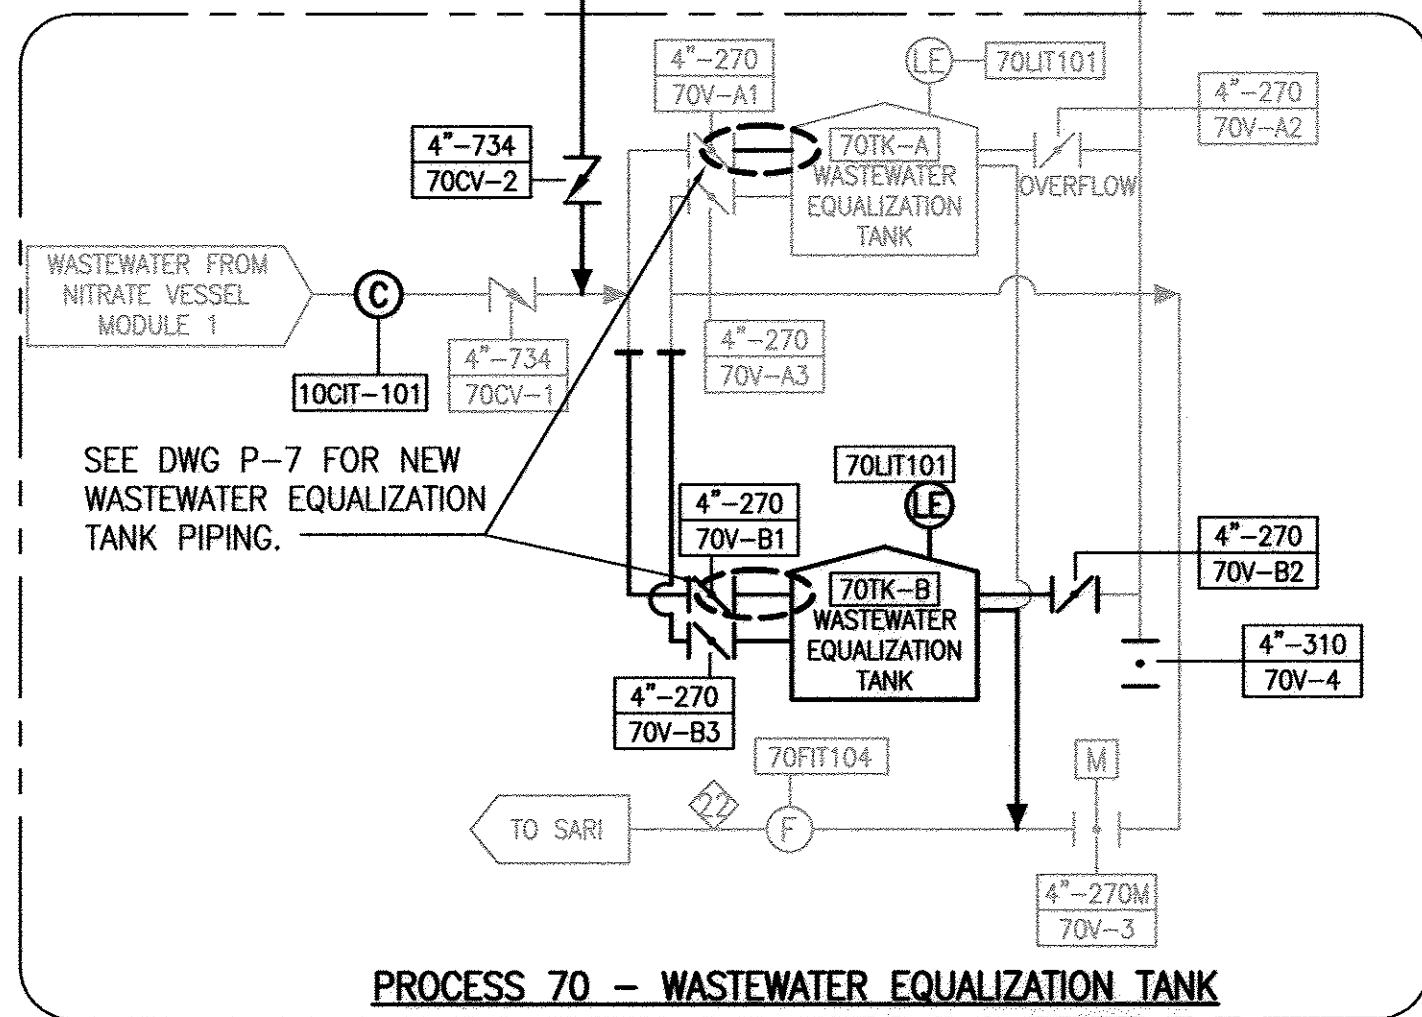 4"-270
70V-A1
LE
70LIT101
4"-270
70V-A2
4"-734
70CV-2
70TK-A
WASTEWATER
EQUALIZATION
TANK
OVERFLOW
WASTEWATER FROM
NITRATE VESSEL
MODULE 1
C
10CIT-101
4"-734
70CV-1
4"-270
70V-A3
SEE DWG P-7 FOR NEW
WASTEWATER EQUALIZATION
TANK PIPING.
70LIT101
LE
4"-270
70V-B1
4"-270
70V-B2
70TK-B
WASTEWATER
EQUALIZATION
TANK
4"-310
70V-4
4"-270
70V-B3
70FIT104
M
TO SARI
22
F
4"-270M
70V-3
PROCESS 70 - WASTEWATER EQUALIZATION TANK